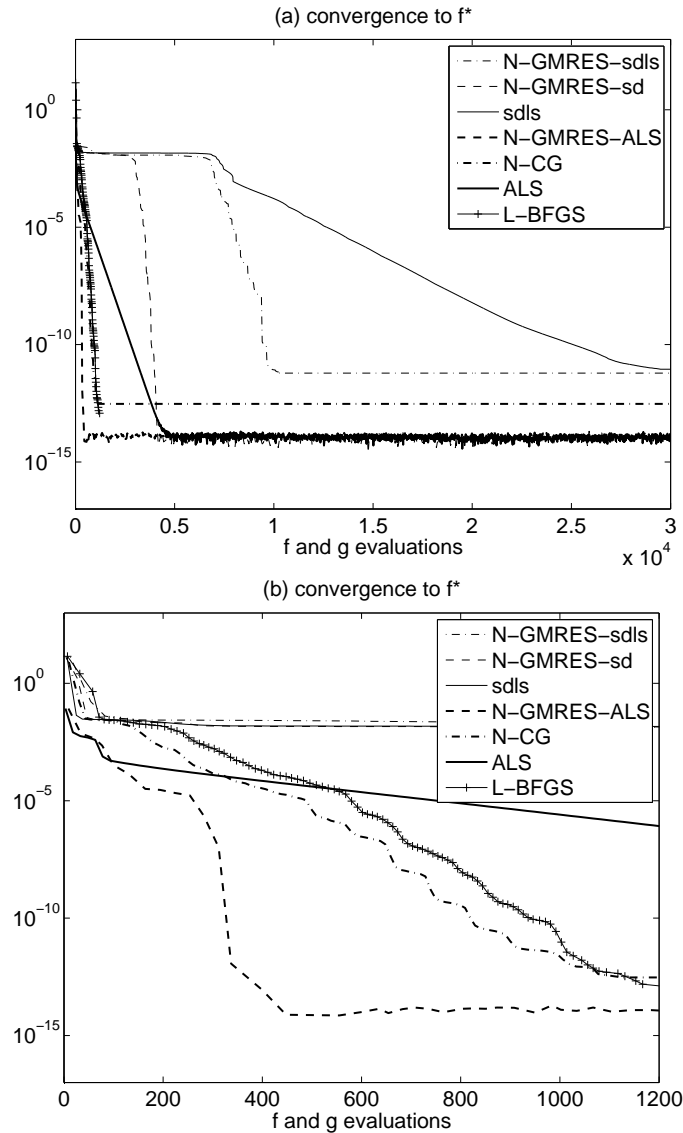 (a) convergence to f*
N-GMRES-sdls
N-GMRES-sd
sdls
N-GMRES-ALS
N-CG
ALS
L-BFGS
10^0
10^-5
10^-10
10^-15
0 0.5 1 1.5 2 2.5 3
f and g evaluations
x 10^4
(b) convergence to f*
N-GMRES-sdls
N-GMRES-sd
sdls
N-GMRES-ALS
N-CG
ALS
L-BFGS
10^0
10^-5
10^-10
10^-15
0 200 400 600 800 1000 1200
f and g evaluations